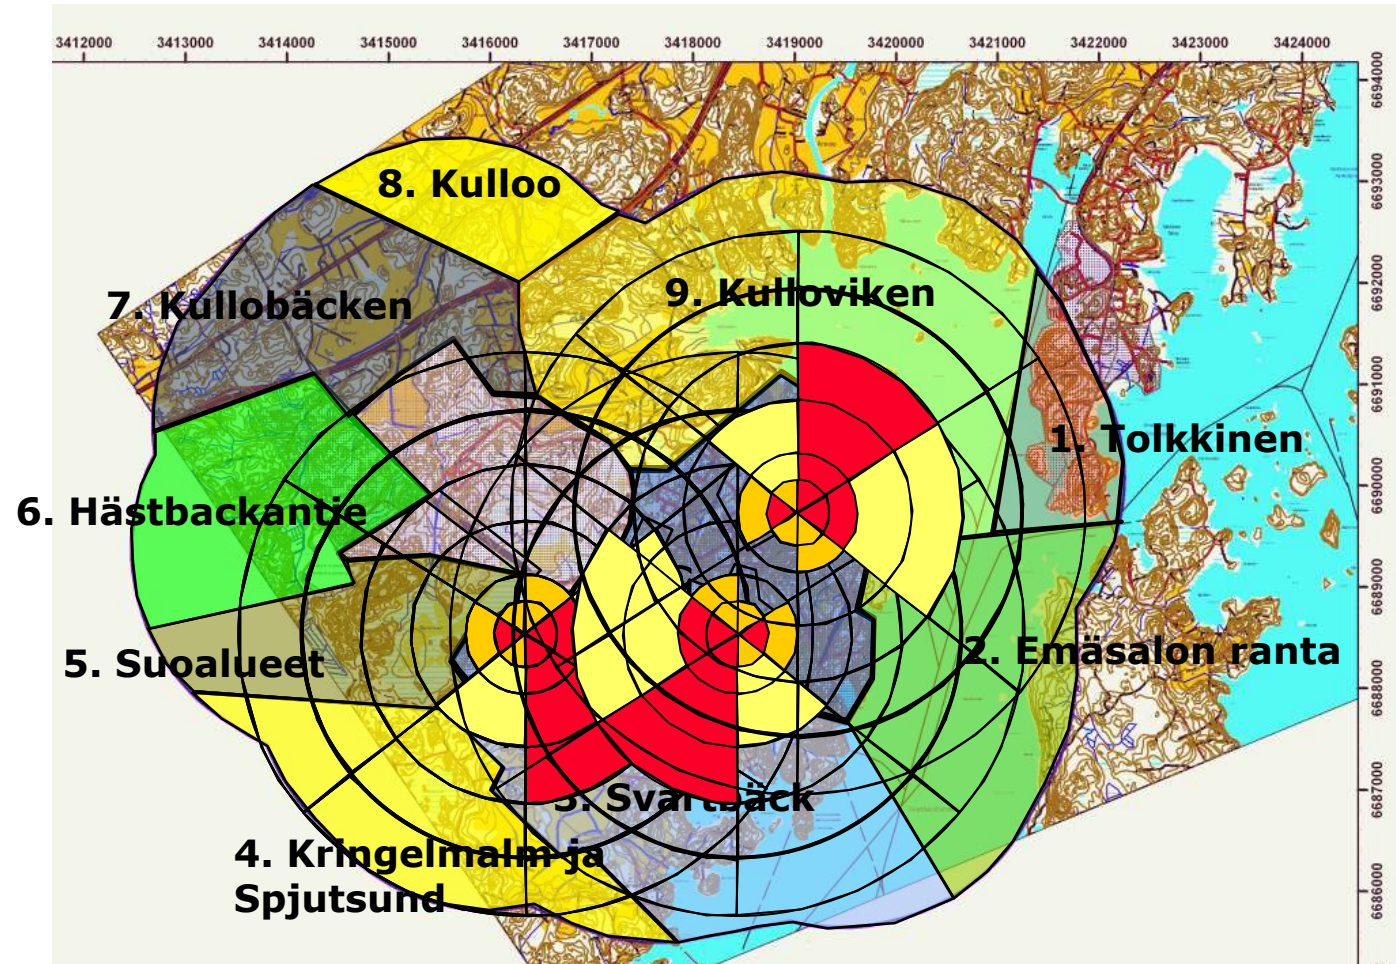 3412000 3413000 3414000 3415000 3416000 3417000 3418000 3419000 3420000 3421000 3422000 3423000 3424000
6694000
6693000
8. Kulloo
6692000
9. Kulloviken
7. Kullobäcken
6691000
1. Tolkkinen
6690000
6. Hästbackantie
6689000
2. Emäsalon ranta
5. Suoalueet
6688000
6687000
3. Svartbäck
4. Kringelmalm ja
Spjutsund
6686000